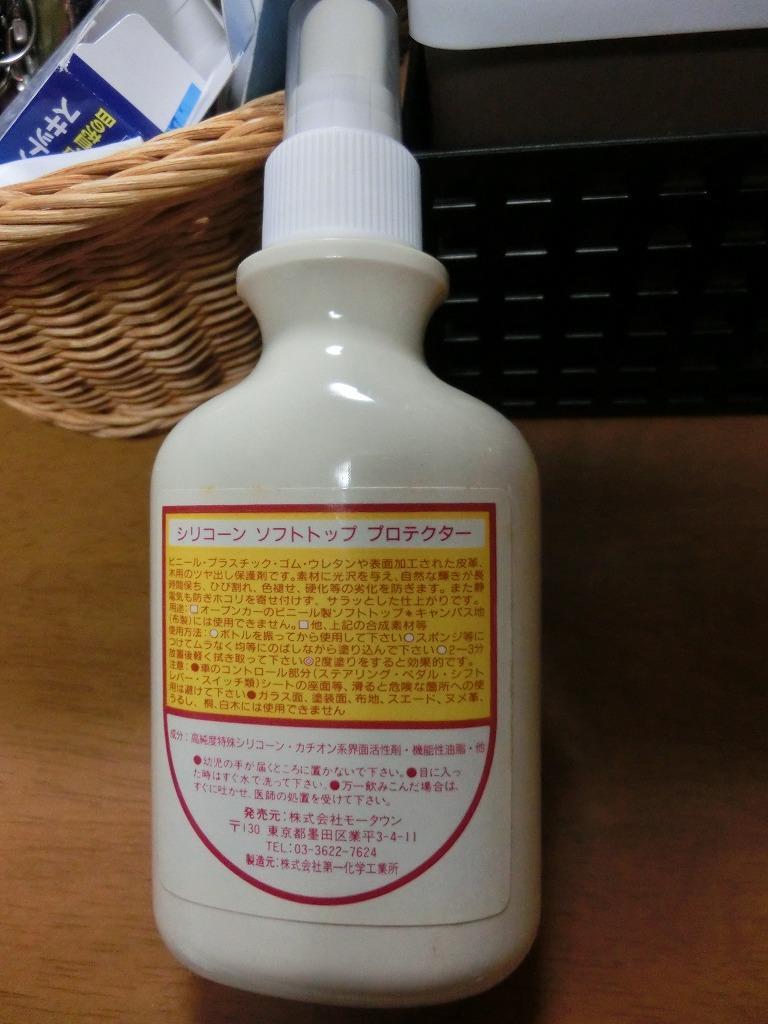 目の充血
スキット
シリコーン ソフトトップ プロテクター
ビニール・プラスチック・ゴム・ウレタンや表面加工された皮革、
木用のツヤ出し保護剤です。素材に光沢を与え、自然な輝きが長
時間保ち、ひび割れ、色褪せ、硬化等の劣化を防ぎます。また静
電気も防ぎホコリを寄せ付けず、サラッとした仕上がりです。
用途:□オープンカーのビニール製ソフトトップ＊キャンバス地
(布製)には使用できません。□他、上記の合成素材等
使用方法:○ボトルを振ってから使用して下さい○スポンジ等に
つけてムラなく均等にのばしながら塗り込んで下さい○2〜3分
放置後軽く拭き取って下さい◎2度塗りをすると効果的です。
注意:●車のコントロール部分(ステアリング・ペダル・シフト
レバー・スイッチ類)シートの座面等、滑ると危険な箇所への使
用は避けて下さい●ガラス面、塗装面、布地、スエード、ヌメ革、
うるし、桐、白木には使用できません
成分:高純度特殊シリコーン・カチオン系界面活性剤・機能性油脂・他
●幼児の手が届くところに置かないで下さい。●目に入っ
た時はすぐ水で洗って下さい。●万一飲みこんだ場合は、
すぐに吐かせ、医師の処置を受けて下さい。
発売元:株式会社モータウン
〒130 東京都墨田区業平3-4-11
TEL:03-3622-7624
製造元:株式会社第一化学工業所